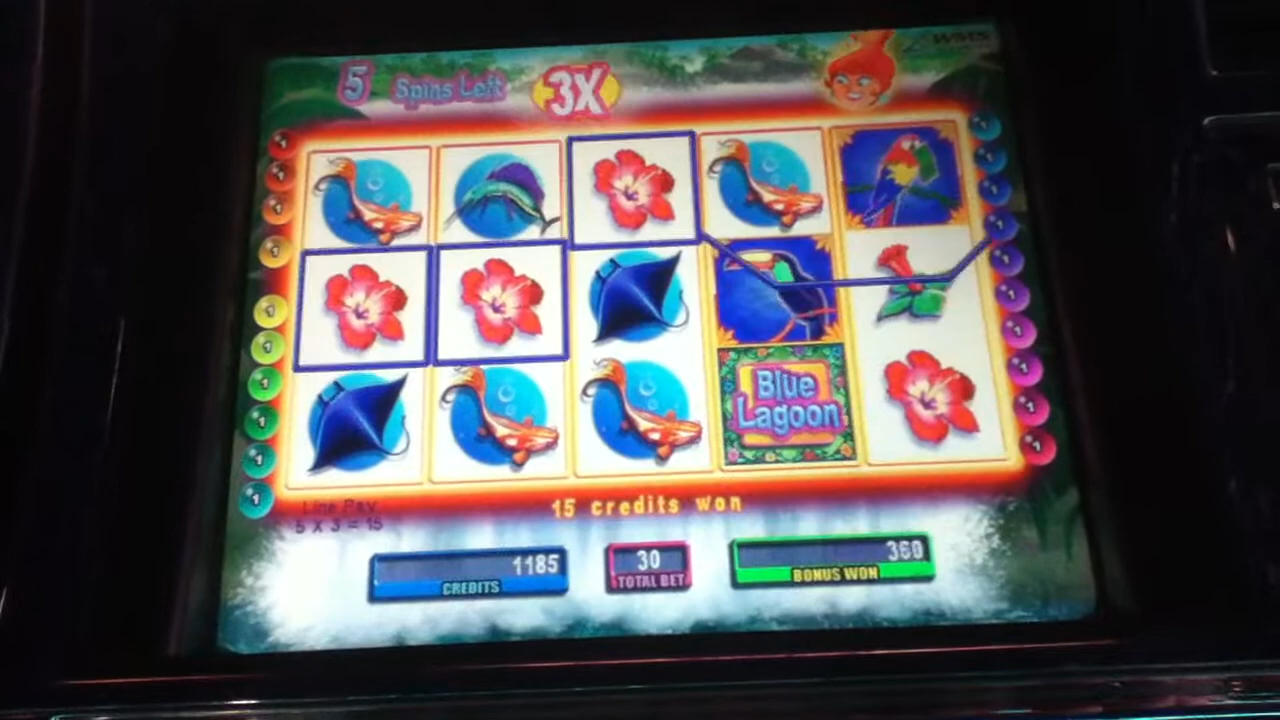 WMS
5 Spins Left 3X
Blue
Lagoon
15 credits won
Line Pay
5 X 3 = 15
1185
CREDITS
30
TOTAL BET
360
BONUS WON